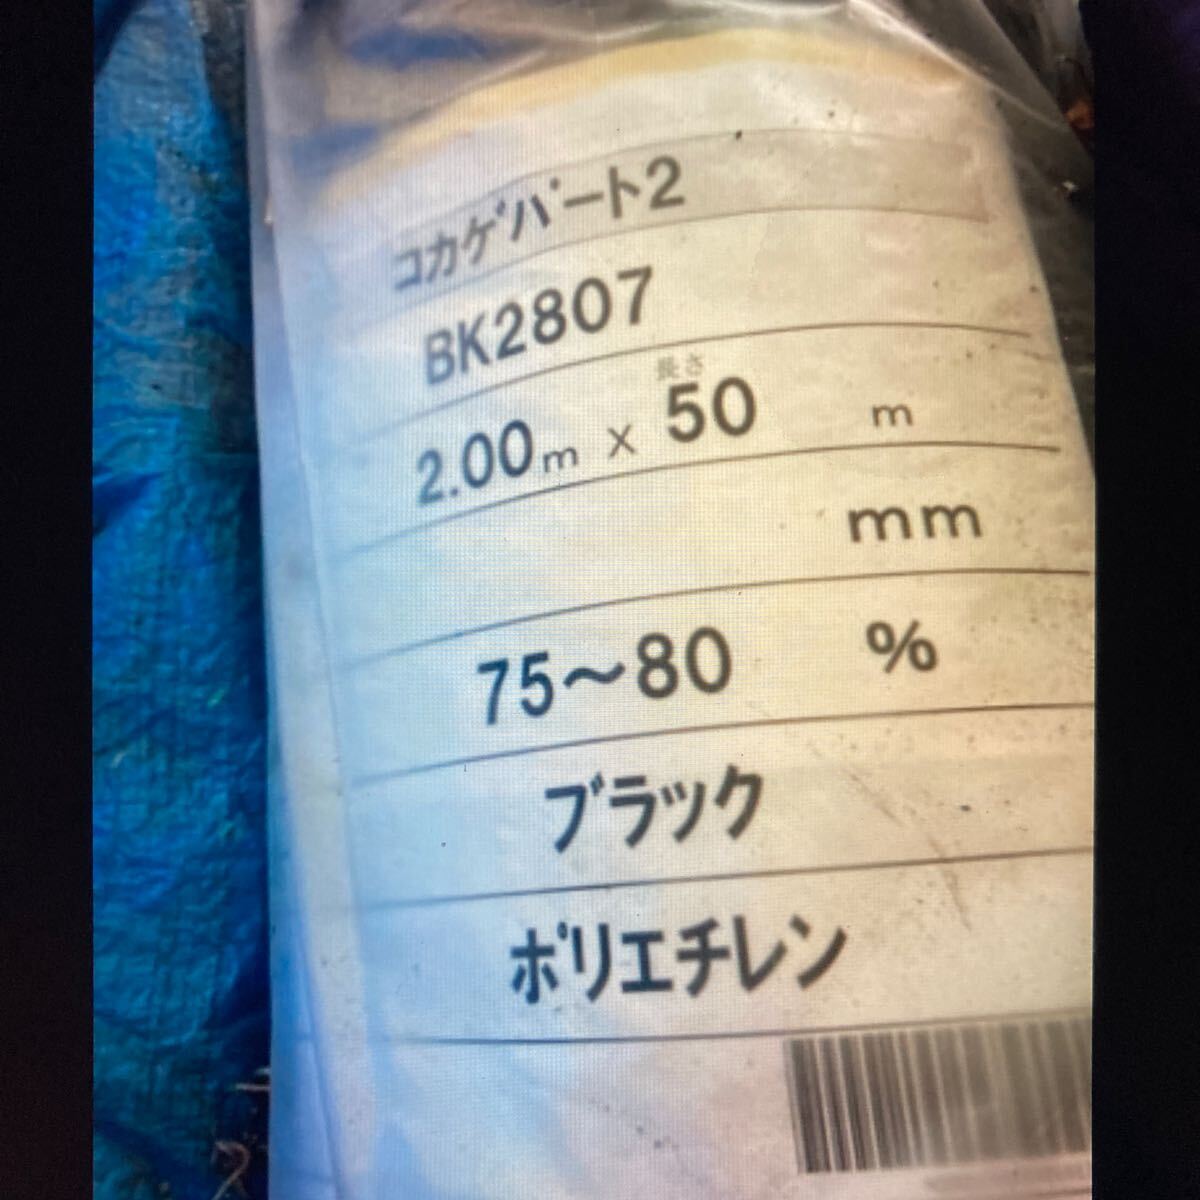 コカゲパート2
BK2807
長さ
2.00m × 50 m
mm
75〜80 %
ブラック
ポリエチレン